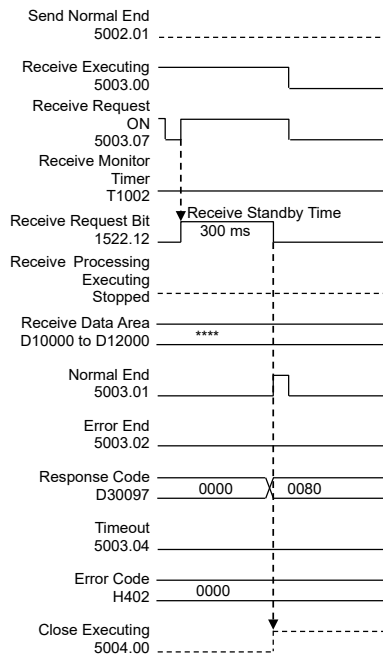 Send Normal End
5002.01
Receive Executing
5003.00
Receive Request
ON
5003.07
Receive Monitor
Timer
T1002
Receive Standby Time
Receive Request Bit
300 ms
1522.12
Receive Processing
Executing
Stopped
Receive Data Area
D10000 to D12000
****
Normal End
5003.01
Error End
5003.02
Response Code
D30097
0000
0080
Timeout
5003.04
Error Code
H402
0000
Close Executing
5004.00